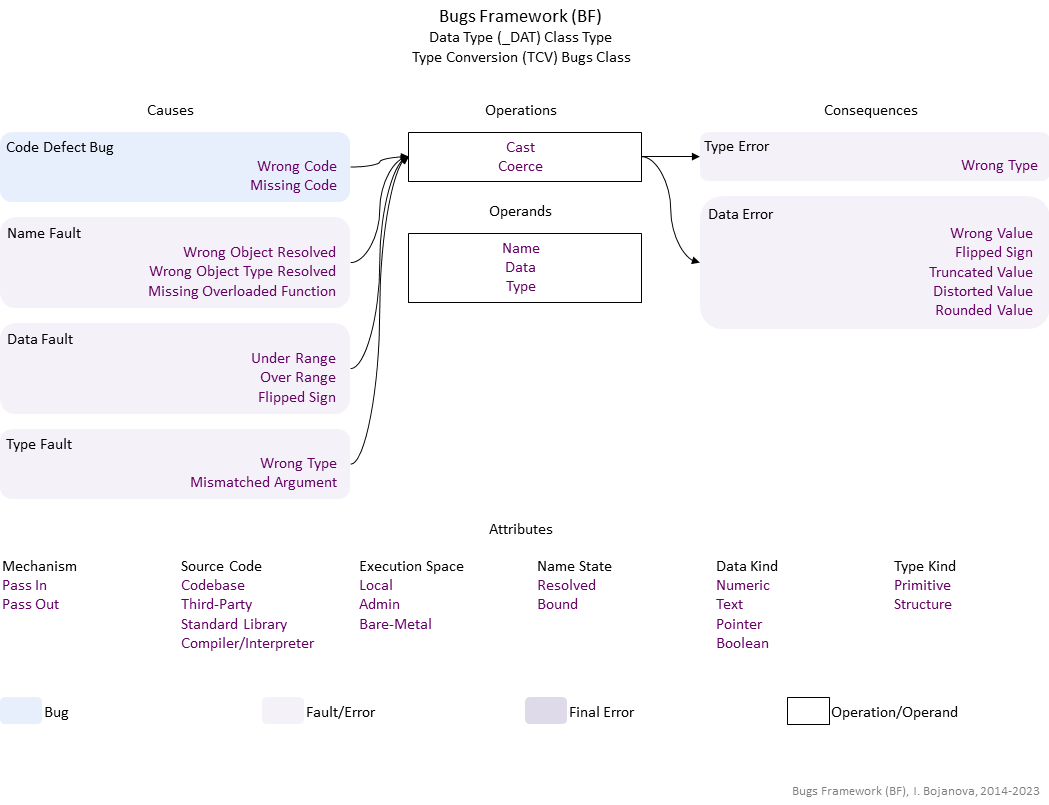 Bugs Framework (BF)
Data Type (_DAT) Class Type
Type Conversion (TCV) Bugs Class
Causes
Operations
Consequences
Code Defect Bug
Wrong Code
Missing Code
Name Fault
Wrong Object Resolved
Wrong Object Type Resolved
Missing Overloaded Function
Data Fault
Under Range
Over Range
Flipped Sign
Type Fault
Wrong Type
Mismatched Argument
Cast
Coerce
Operands
Name
Data
Type
Type Error
Wrong Type
Data Error
Wrong Value
Flipped Sign
Truncated Value
Distorted Value
Rounded Value
Attributes
Mechanism
Pass In
Pass Out
Source Code
Codebase
Third-Party
Standard Library
Compiler/Interpreter
Execution Space
Local
Admin
Bare-Metal
Name State
Resolved
Bound
Data Kind
Numeric
Text
Pointer
Boolean
Type Kind
Primitive
Structure
Bug
Fault/Error
Final Error
Operation/Operand
Bugs Framework (BF), I. Bojanova, 2014-2023